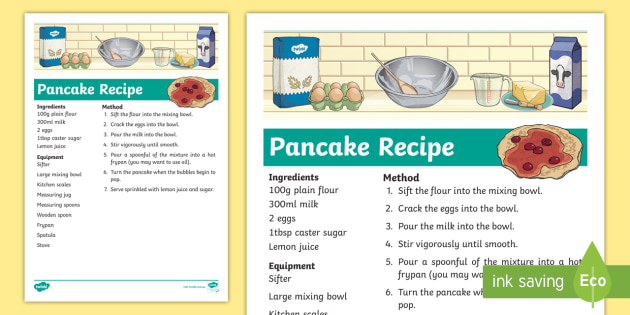 twinkl
Pancake Recipe
Ingredients
100g plain flour
300ml milk
2 eggs
1tbsp caster sugar
Lemon juice
Equipment
Sifter
Large mixing bowl
Kitchen scales
Measuring jug
Measuring spoons
Wooden spoon
Frypan
Spatula
Stove
Method
1. Sift the flour into the mixing bowl.
2. Crack the eggs into the bowl.
3. Pour the milk into the bowl.
4. Stir vigorously until smooth.
5. Pour a spoonful of the mixture into a hot
frypan (you may want to use oil).
6. Turn the pancake when the bubbles begin to
pop.
7. Serve sprinkled with lemon juice and sugar.
twinkl
twinkl
Pancake Recipe
Ingredients
100g plain flour
300ml milk
2 eggs
1tbsp caster sugar
Lemon juice
Equipment
Sifter
Large mixing bowl
Kitchen scales
Method
1. Sift the flour into the mixing bowl.
2. Crack the eggs into the bowl.
3. Pour the milk into the bowl.
4. Stir vigorously until smooth.
5. Pour a spoonful of the mixture into a hot
frypan (you may wa
6. Turn the pancake wh
pop.
ink saving
Eco